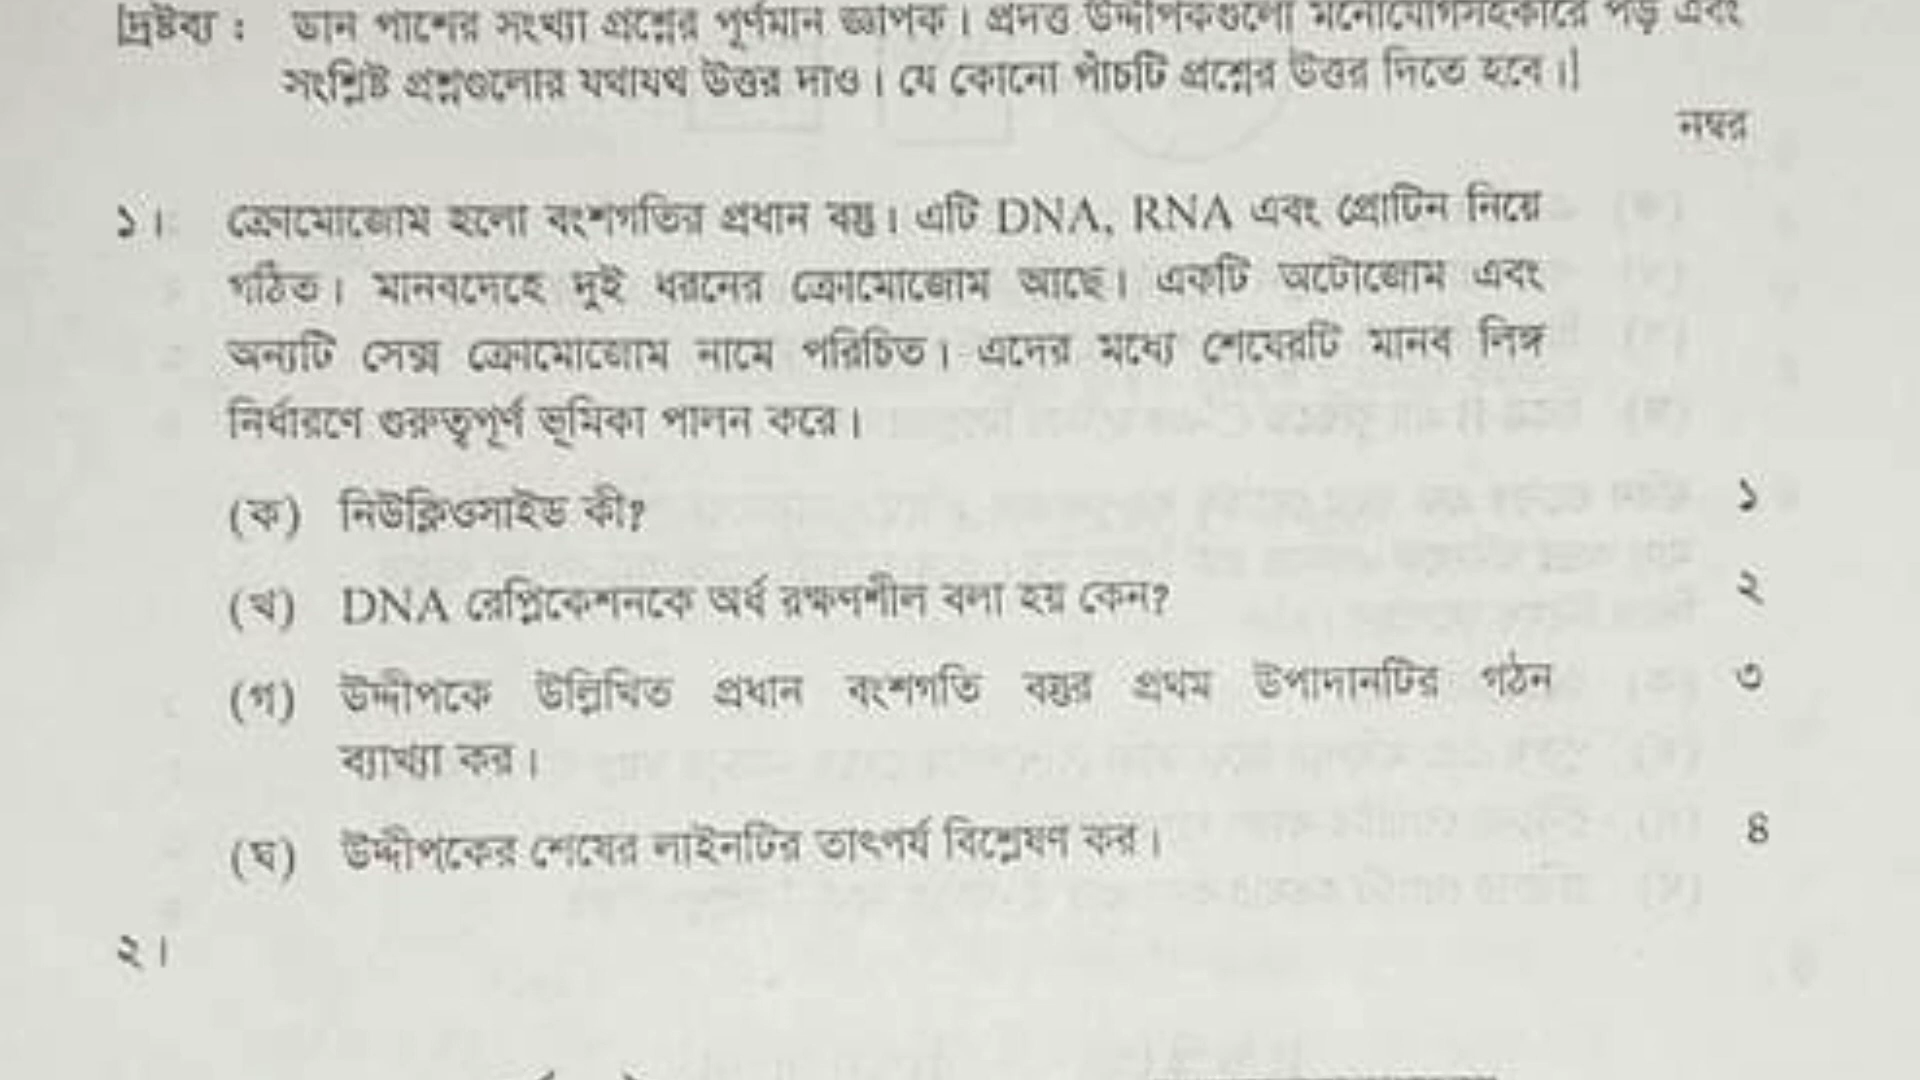 [দ্রষ্টব্য : ডান পাশের সংখ্যা প্রশ্নের পূর্ণমান জ্ঞাপক। প্রদত্ত উদ্দীপকগুলো মনোযোগসহকারে পড় এবং
সংশ্লিষ্ট প্রশ্নগুলোর যথাযথ উত্তর দাও। যে কোনো পাঁচটি প্রশ্নের উত্তর দিতে হবে।]
নম্বর
১। ক্রোমোজোম হলো বংশগতির প্রধান বস্তু। এটি DNA, RNA এবং প্রোটিন নিয়ে
গঠিত। মানবদেহে দুই ধরনের ক্রোমোজোম আছে। একটি অটোজোম এবং
অন্যটি সেক্স ক্রোমোজোম নামে পরিচিত। এদের মধ্যে শেষেরটি মানব লিঙ্গ
নির্ধারণে গুরুত্বপূর্ণ ভূমিকা পালন করে।
(ক) নিউক্লিওসাইড কী? ১
(খ) DNA রেপ্লিকেশনকে অর্ধ রক্ষণশীল বলা হয় কেন? ২
(গ) উদ্দীপকে উল্লিখিত প্রধান বংশগতি বস্তুর প্রথম উপাদানটির গঠন ৩
ব্যাখ্যা কর।
(ঘ) উদ্দীপকের শেষের লাইনটির তাৎপর্য বিশ্লেষণ কর। ৪
২।